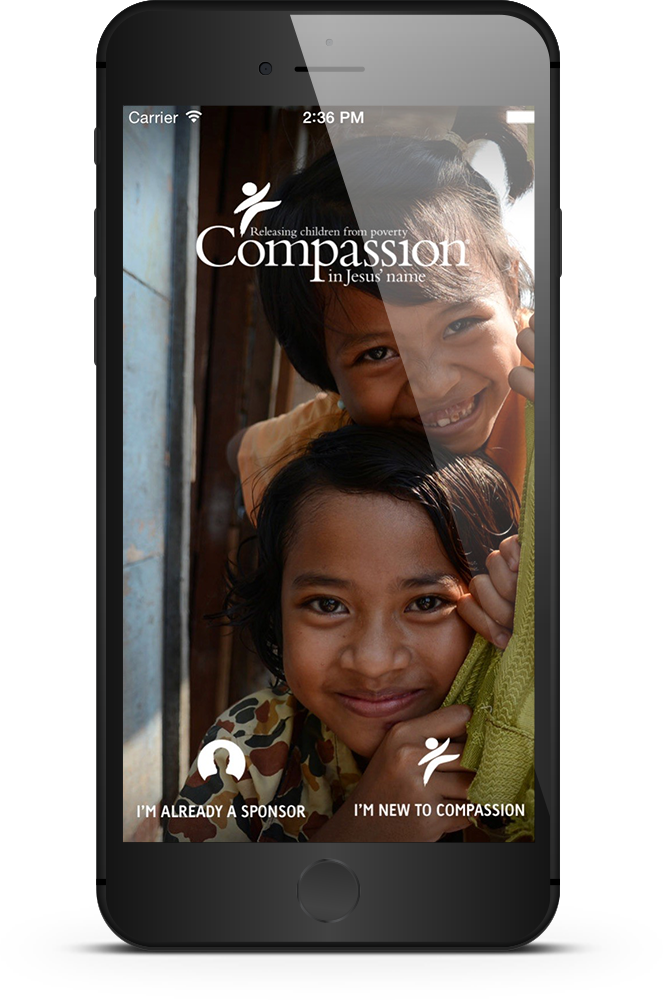 Carrier 2:36 PM
Releasing children from poverty
Compassion
in Jesus' name
I'M ALREADY A SPONSOR
I'M NEW TO COMPASSION